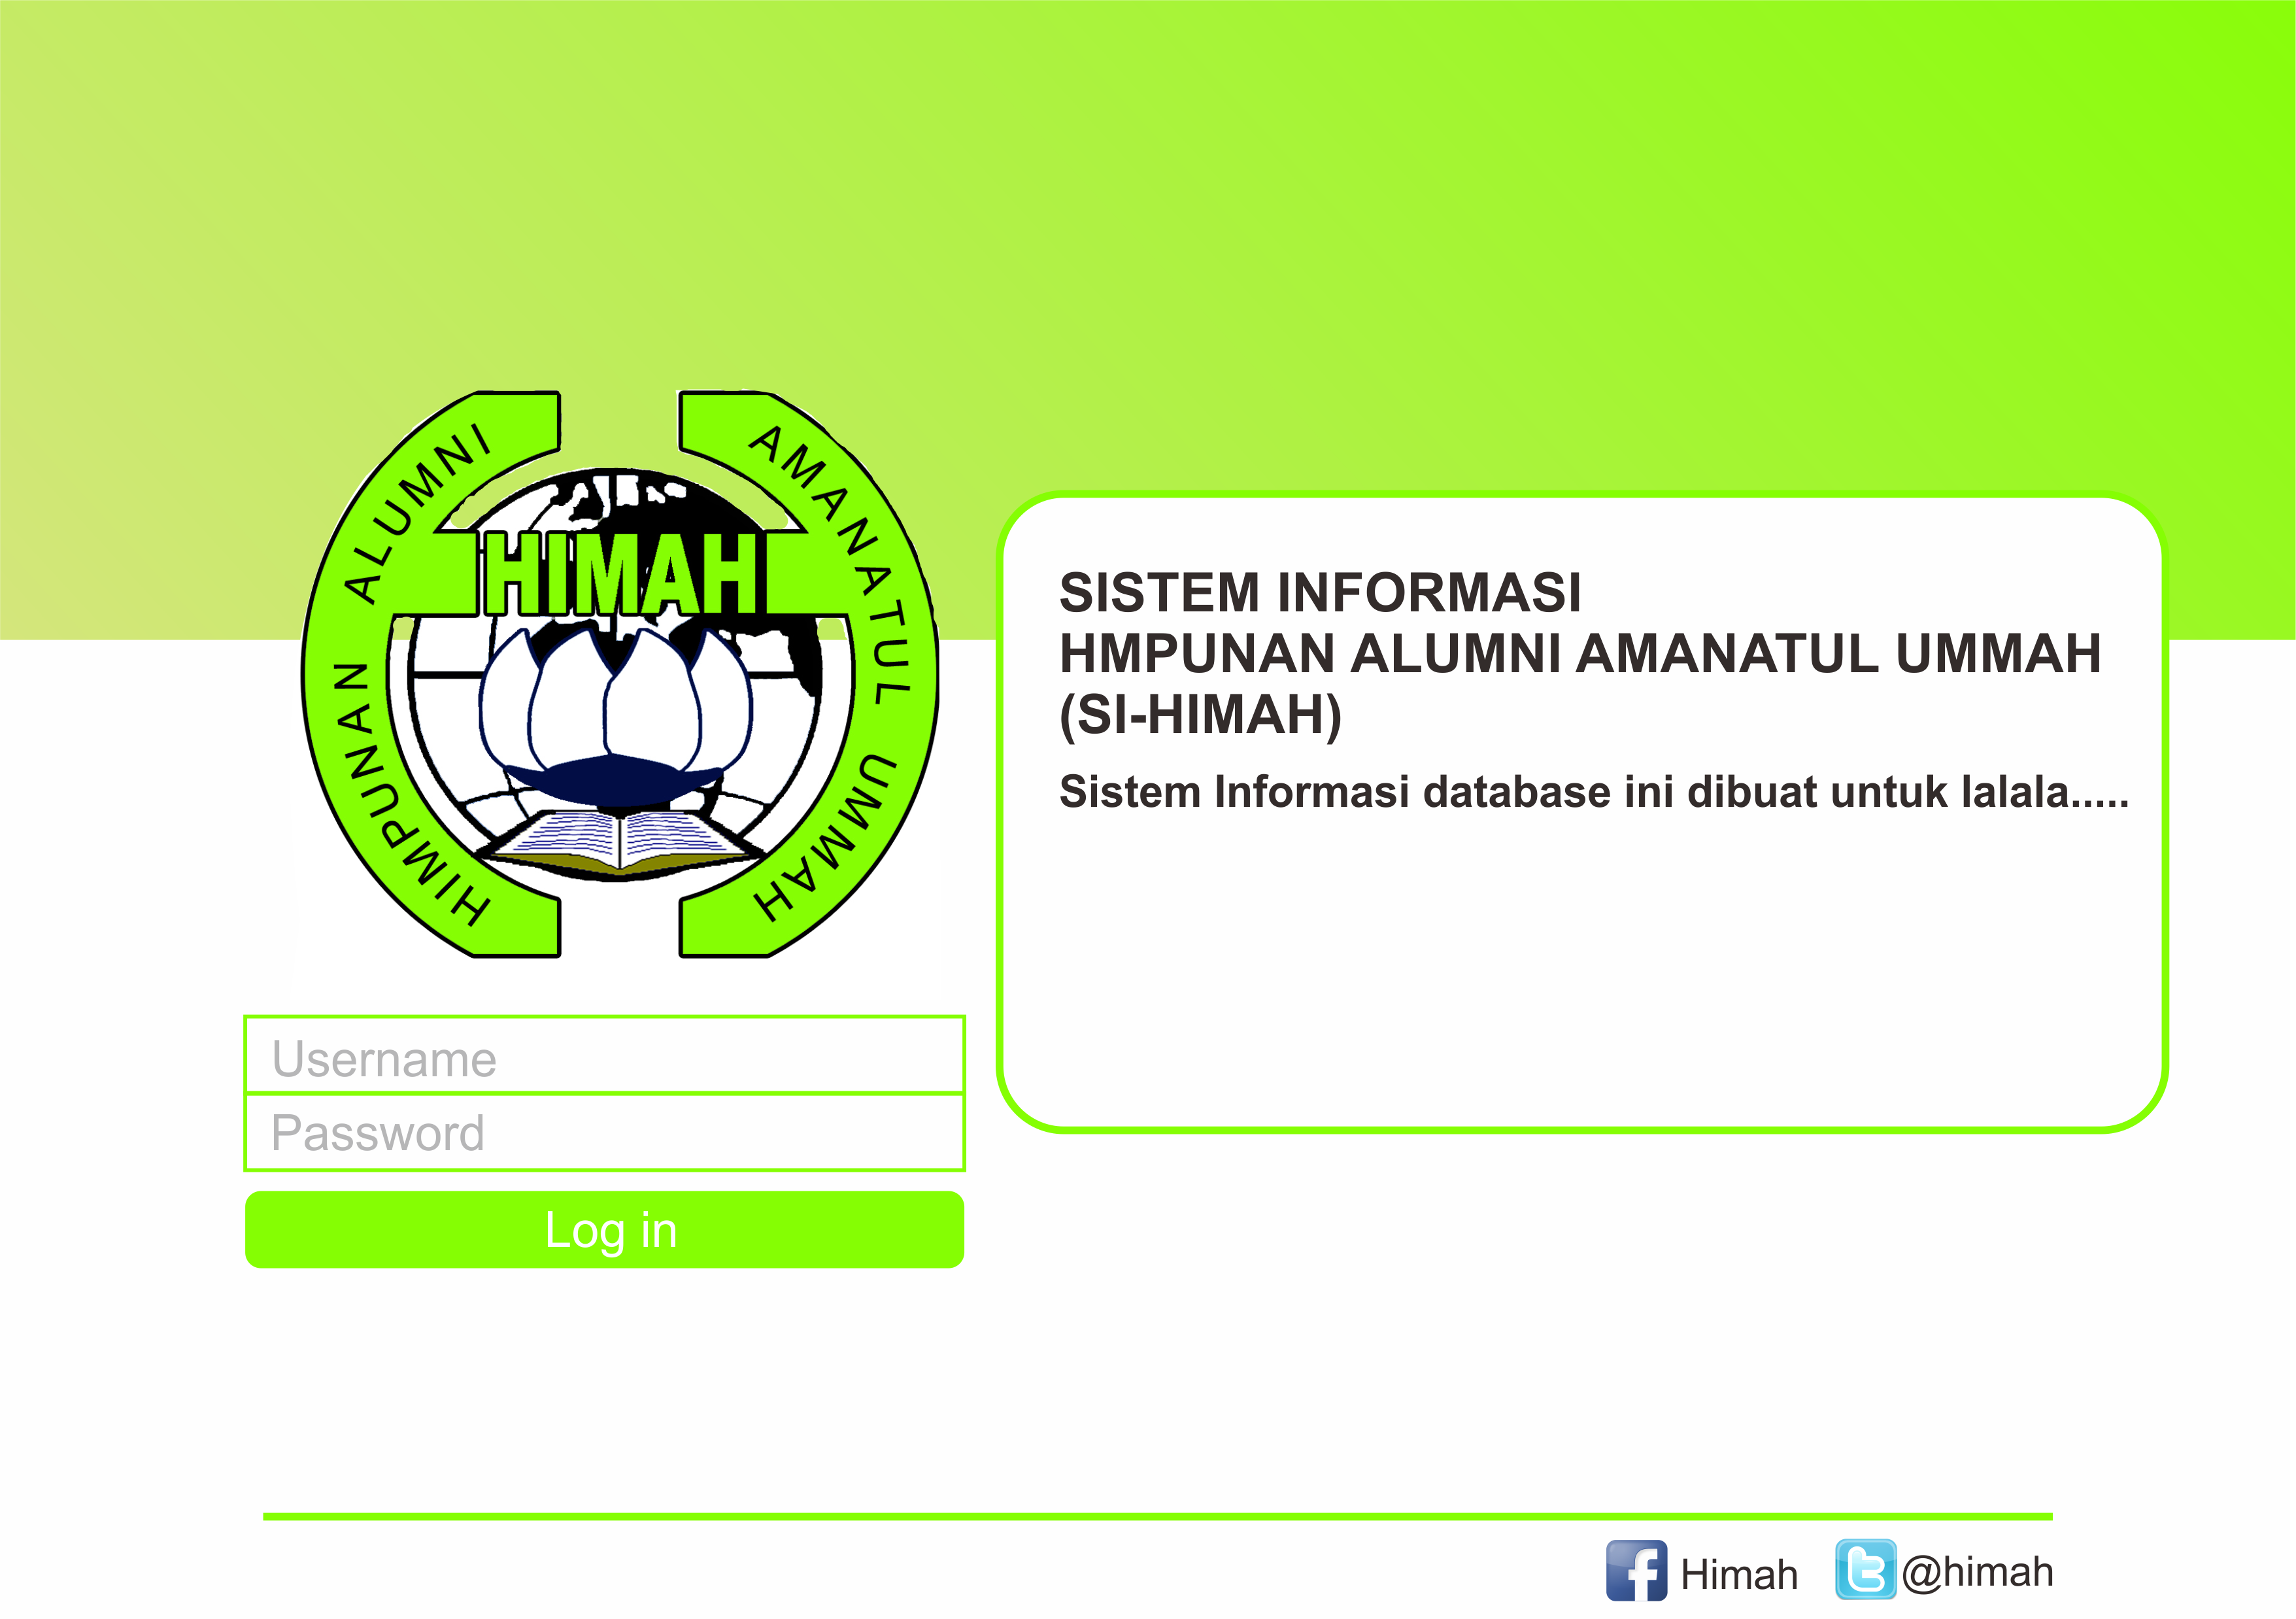 HIMPUNAN ALUMNI
AMANATUL UMMAH
HIMAH
SISTEM INFORMASI
HMPUNAN ALUMNI AMANATUL UMMAH
(SI-HIMAH)
Sistem Informasi database ini dibuat untuk lalala.....
Username
Password
Log in
Himah
@himah